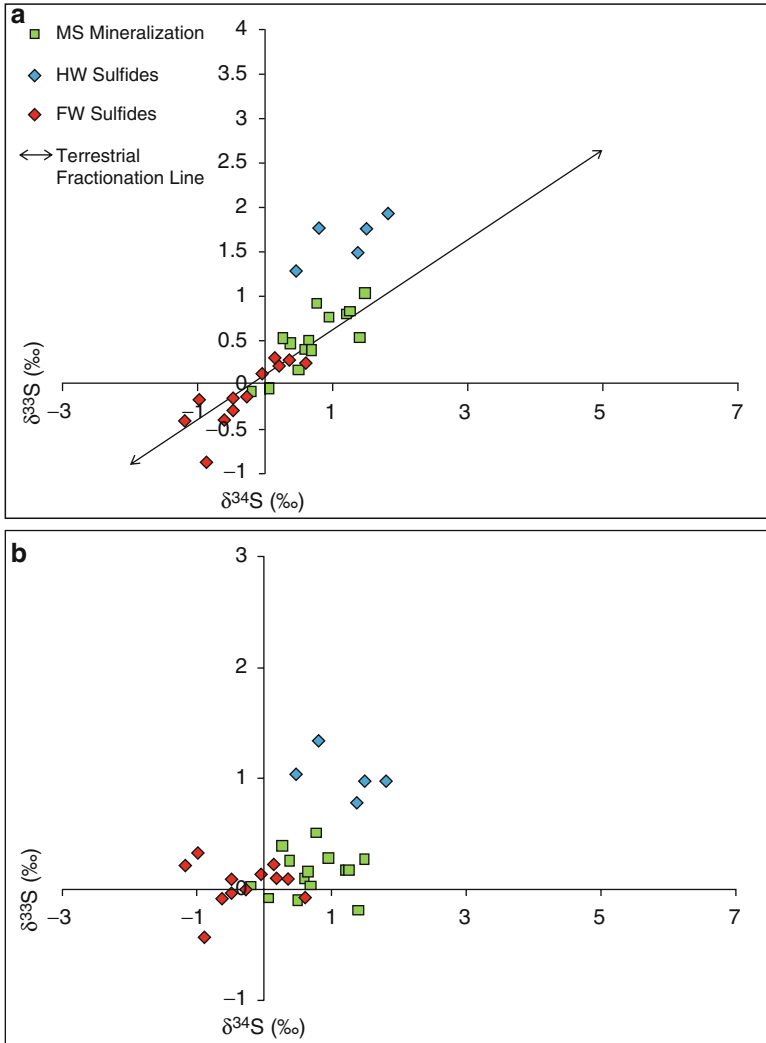 a
MS Mineralization
HW Sulfides
FW Sulfides
Terrestrial
Fractionation Line
4
3.5
3
2.5
2
1.5
1
0.5
0
−0.5
−1
−3
−1
1
3
5
7
δ³³S (‰)
δ³⁴S (‰)
b
3
2
1
0
−1
−3
−1
1
3
5
7
δ³³S (‰)
δ³⁴S (‰)